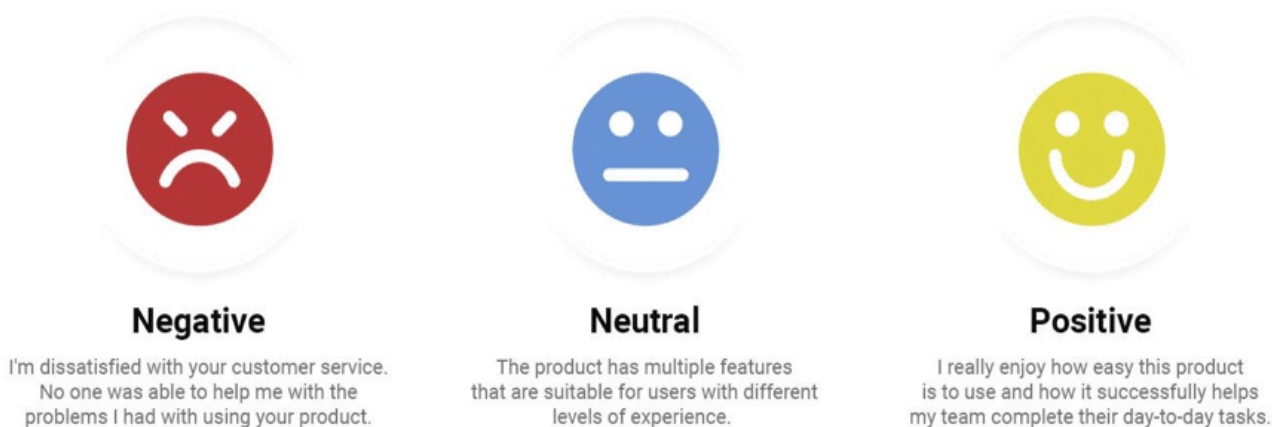 Negative
I'm dissatisfied with your customer service.
No one was able to help me with the
problems I had with using your product.
Neutral
The product has multiple features
that are suitable for users with different
levels of experience.
Positive
I really enjoy how easy this product
is to use and how it successfully helps
my team complete their day-to-day tasks.